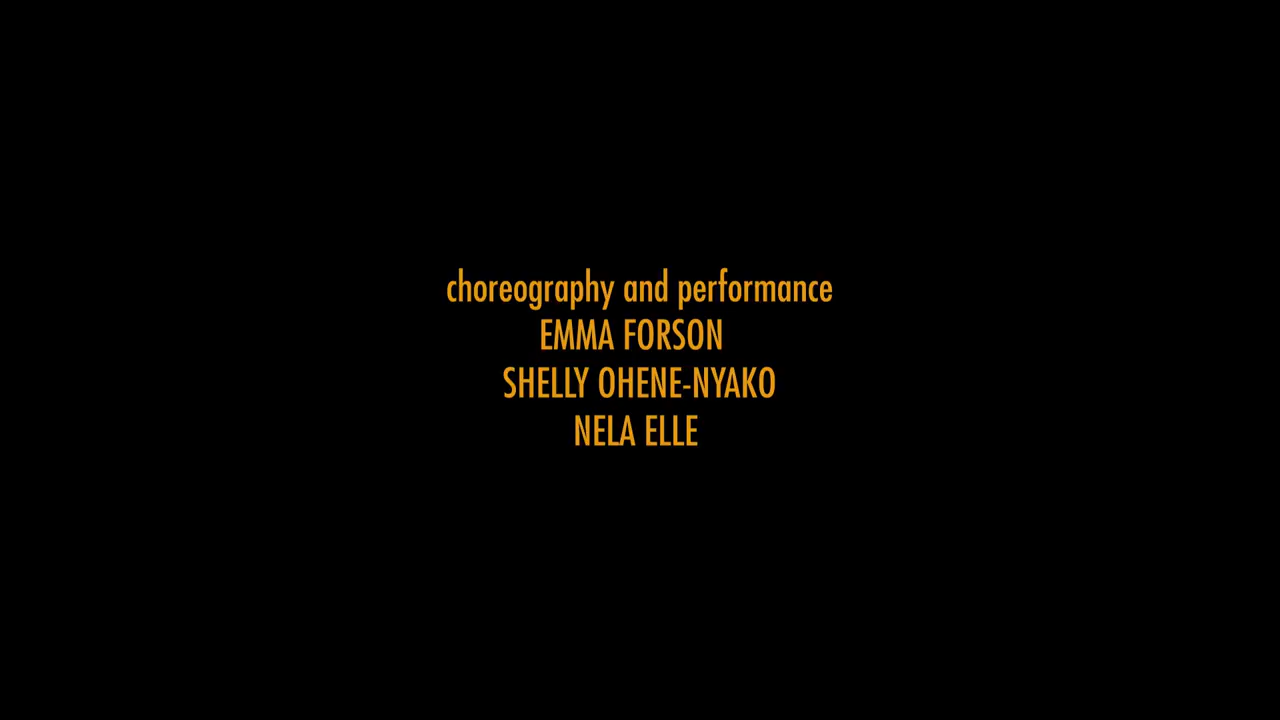 choreography and performance
EMMA FORSON
SHELLY OHENE-NYAKO
NELA ELLE